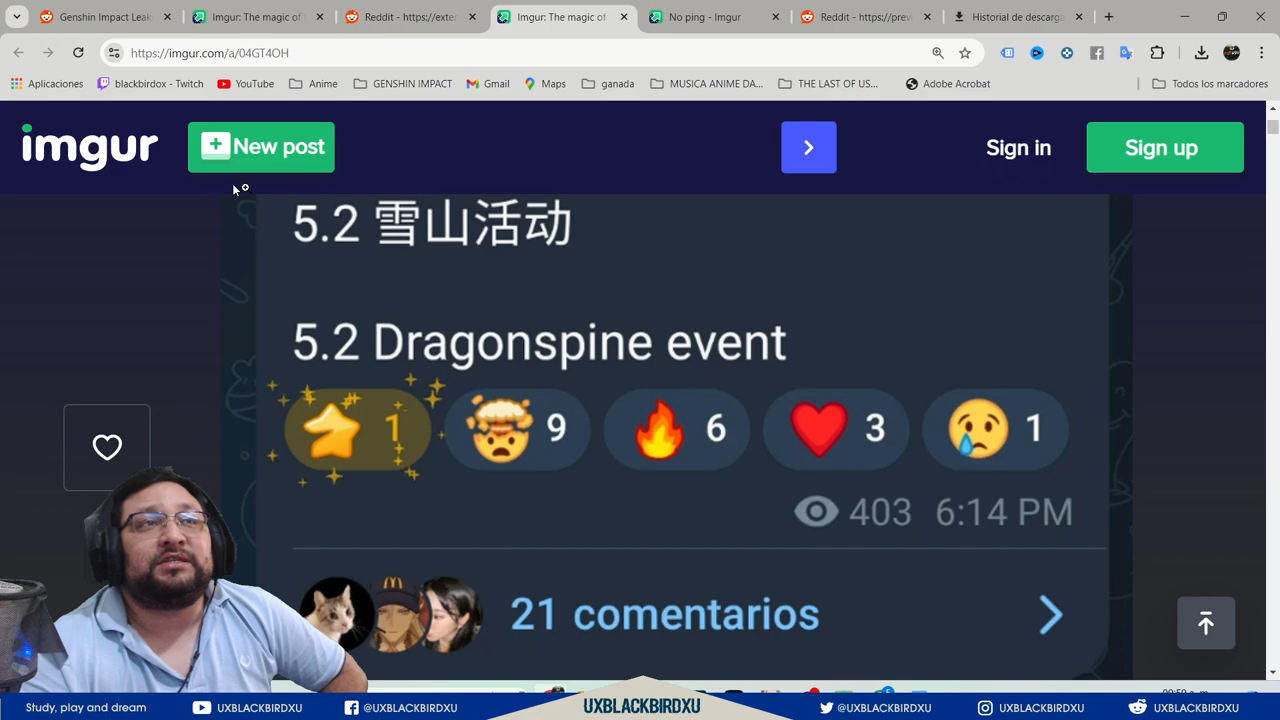 Genshin Impact Leak
Imgur: The magic of
Reddit - https://exter
Imgur: The magic of
No ping - Imgur
Reddit - https://previ
Historial de descarga
https://imgur.com/a/04GT4OH
Aplicaciones
blackbirdox - Twitch
YouTube
Anime
GENSHIN IMPACT
Gmail
Maps
ganada
MUSICA ANIME DA...
THE LAST OF US...
Adobe Acrobat
Todos los marcadores
imgur
New post
Sign in
Sign up
5.2 雪山活动
5.2 Dragonspine event
1
9
6
3
1
403 6:14 PM
21 comentarios
Study, play and dream
UXBLACKBIRDXU
@UXBLACKBIRDXU
UXBLACKBIRDXU
@UXBLACKBIRDXU
UXBLACKBIRDXU
UXBLACKBIRDXU